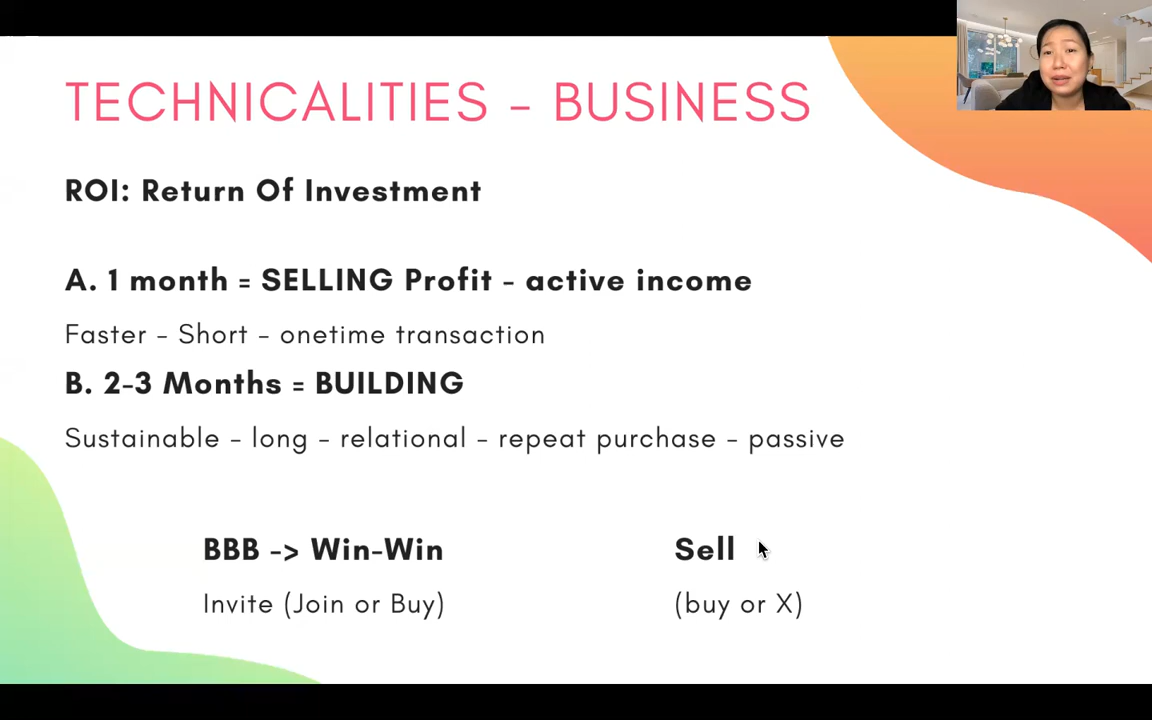 TECHNICALITIES - BUSINESS
ROI: Return Of Investment
A. 1 month = SELLING Profit - active income
Faster - Short - onetime transaction
B. 2-3 Months = BUILDING
Sustainable - long - relational - repeat purchase - passive
BBB -> Win-Win
Invite (Join or Buy)
Sell
(buy or X)